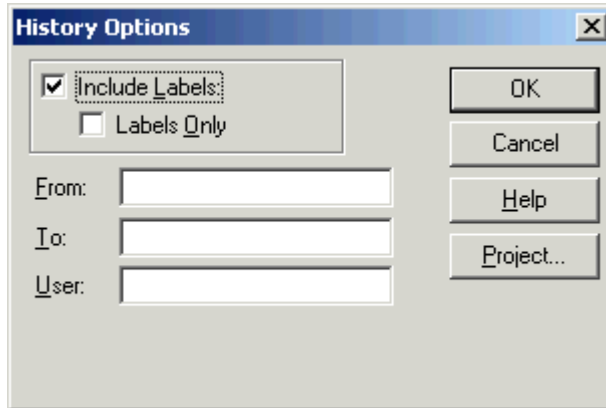 History Options
Include Labels:
Labels Only
From:
To:
User:
OK
Cancel
Help
Project...